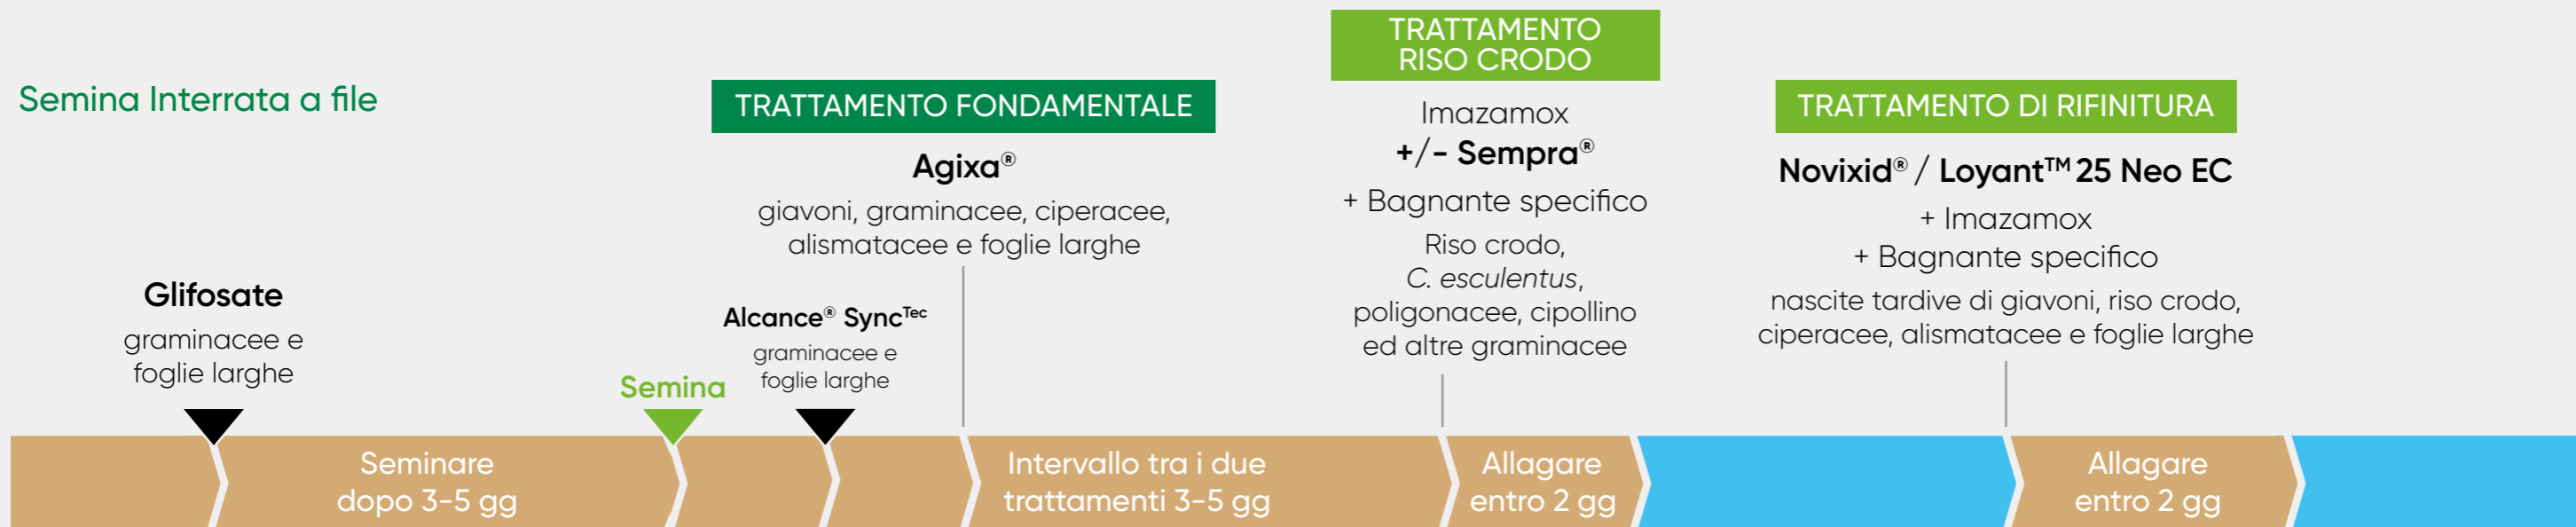 Semina Interrata a file
Glifosate
graminacee e
foglie larghe
Semina
Alcance® Sync™ᵉᶜ
graminacee e
foglie larghe
TRATTAMENTO FONDAMENTALE
Agixa®
giavoni, graminacee, ciperacee,
alismatacee e foglie larghe
TRATTAMENTO
RISO CRODO
Imazamox
+/- Sempra®
+ Bagnante specifico
Riso crodo,
C. esculentus,
poligonacee, cipollino
ed altre graminacee
TRATTAMENTO DI RIFINITURA
Novixid® / Loyant™ 25 Neo EC
+ Imazamox
+ Bagnante specifico
nascite tardive di giavoni, riso crodo,
ciperacee, alismatacee e foglie larghe
Seminare
dopo 3-5 gg
Intervallo tra i due
trattamenti 3-5 gg
Allagare
entro 2 gg
Allagare
entro 2 gg